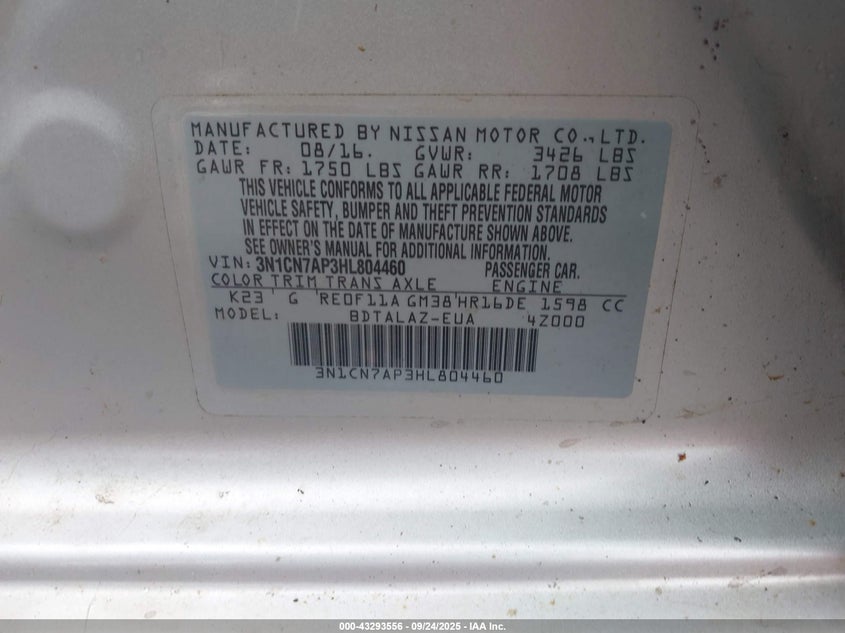 MANUFACTURED BY NISSAN MOTOR CO., LTD.
DATE: 08/16. GVWR: 3426 LBS
GAWR FR: 1750 LBS GAWR RR: 1708 LBS
THIS VEHICLE CONFORMS TO ALL APPLICABLE FEDERAL MOTOR
VEHICLE SAFETY, BUMPER AND THEFT PREVENTION STANDARDS
IN EFFECT ON THE DATE OF MANUFACTURE SHOWN ABOVE.
SEE OWNER'S MANUAL FOR ADDITIONAL INFORMATION.
VIN: 3N1CN7AP3HL804460 PASSENGER CAR.
COLOR TRIM TRANS AXLE ENGINE
K23 G RE0F11A GM38 HR16DE 1598 CC
MODEL: BDTALAZ-EUA 4Z000
3N1CN7AP3HL804460
000-43293556 - 09/24/2025 - IAA Inc.